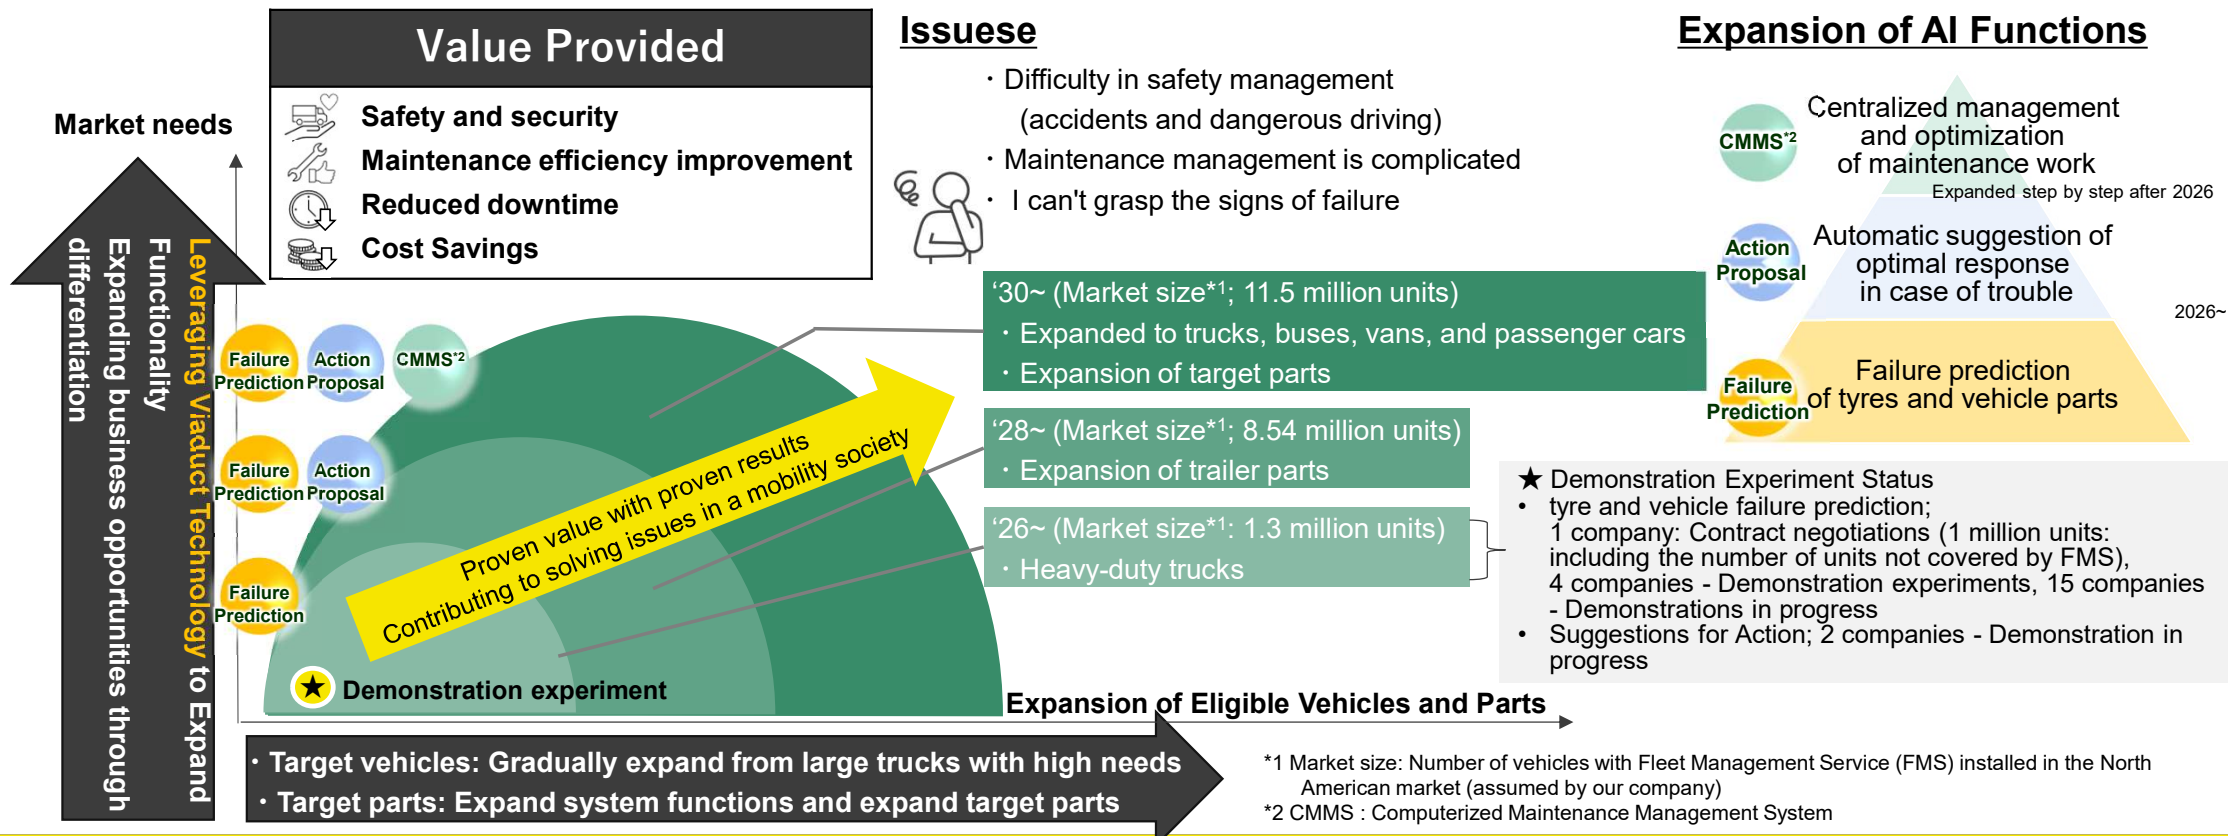 Value Provided
Safety and security
Maintenance efficiency improvement
Reduced downtime
Cost Savings
Issuese
・Difficulty in safety management
(accidents and dangerous driving)
・Maintenance management is complicated
・ I can't grasp the signs of failure
Expansion of AI Functions
CMMS*2
Centralized management
and optimization
of maintenance work
Expanded step by step after 2026
Action
Proposal
Automatic suggestion of
optimal response
in case of trouble
2026~
Failure
Prediction
Failure prediction
of tyres and vehicle parts
Market needs
Leveraging Viaduct Technology to Expand
Functionality
Expanding business opportunities through
differentiation
Failure
Prediction
Action
Proposal
CMMS*2
Failure
Prediction
Action
Proposal
Failure
Prediction
Proven value with proven results
Contributing to solving issues in a mobility society
★ Demonstration experiment
‘30~ (Market size*1; 11.5 million units)
・Expanded to trucks, buses, vans, and passenger cars
・Expansion of target parts
‘28~ (Market size*1; 8.54 million units)
・Expansion of trailer parts
‘26~ (Market size*1: 1.3 million units)
・Heavy-duty trucks
★ Demonstration Experiment Status
• tyre and vehicle failure prediction;
1 company: Contract negotiations (1 million units:
including the number of units not covered by FMS),
4 companies - Demonstration experiments, 15 companies
- Demonstrations in progress
• Suggestions for Action; 2 companies - Demonstration in
progress
Expansion of Eligible Vehicles and Parts
・Target vehicles: Gradually expand from large trucks with high needs
・Target parts: Expand system functions and expand target parts
*1 Market size: Number of vehicles with Fleet Management Service (FMS) installed in the North
American market (assumed by our company)
*2 CMMS : Computerized Maintenance Management System